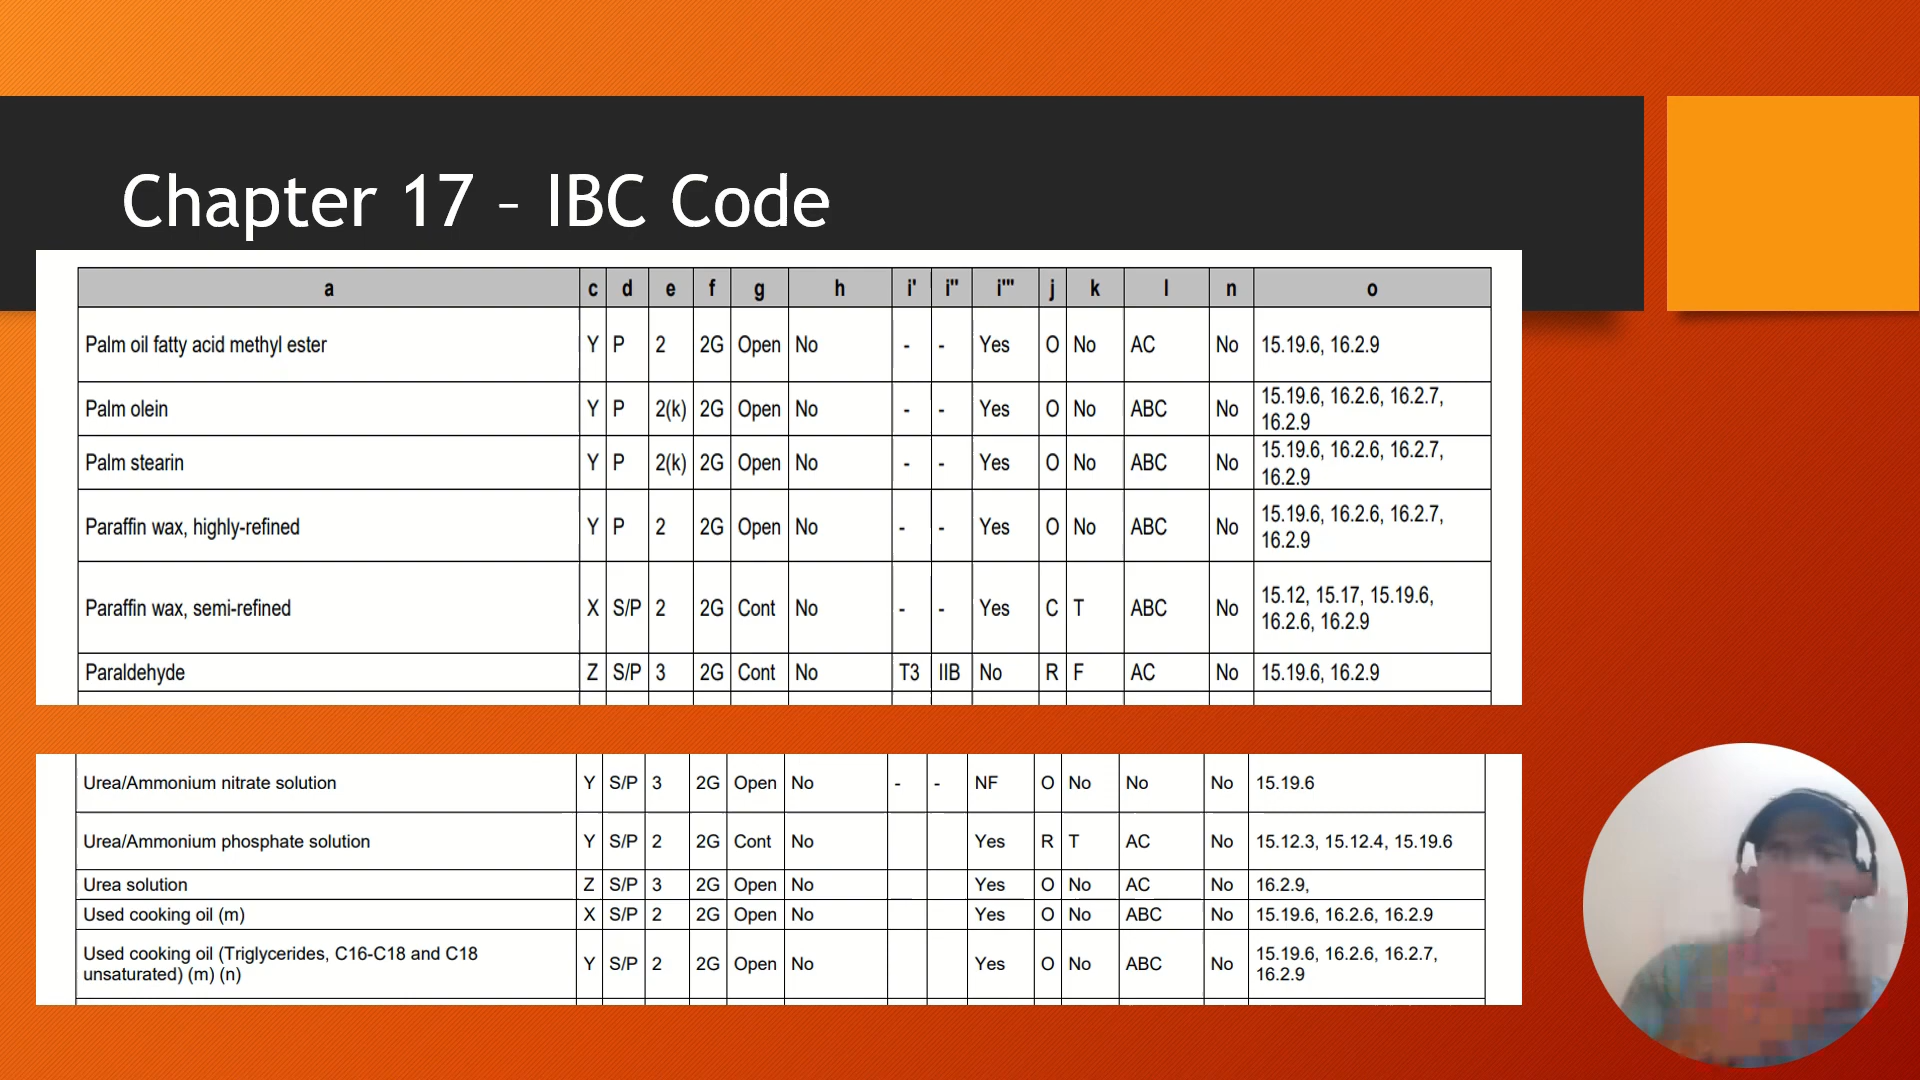 Chapter 17 – IBC Code
a c d e f g h i' i'' i''' j k l n o
Palm oil fatty acid methyl ester Y P 2 2G Open No - - Yes O No AC No 15.19.6, 16.2.9
Palm olein Y P 2(k) 2G Open No - - Yes O No ABC No 15.19.6, 16.2.6, 16.2.7,
16.2.9
Palm stearin Y P 2(k) 2G Open No - - Yes O No ABC No 15.19.6, 16.2.6, 16.2.7,
16.2.9
Paraffin wax, highly-refined Y P 2 2G Open No - - Yes O No ABC No 15.19.6, 16.2.6, 16.2.7,
16.2.9
Paraffin wax, semi-refined X S/P 2 2G Cont No - - Yes C T ABC No 15.12, 15.17, 15.19.6,
16.2.6, 16.2.9
Paraldehyde Z S/P 3 2G Cont No T3 IIB No R F AC No 15.19.6, 16.2.9
Urea/Ammonium nitrate solution Y S/P 3 2G Open No - - NF O No No No 15.19.6
Urea/Ammonium phosphate solution Y S/P 2 2G Cont No Yes R T AC No 15.12.3, 15.12.4, 15.19.6
Urea solution Z S/P 3 2G Open No Yes O No AC No 16.2.9,
Used cooking oil (m) X S/P 2 2G Open No Yes O No ABC No 15.19.6, 16.2.6, 16.2.9
Used cooking oil (Triglycerides, C16-C18 and C18
unsaturated) (m) (n) Y S/P 2 2G Open No Yes O No ABC No 15.19.6, 16.2.6, 16.2.7,
16.2.9